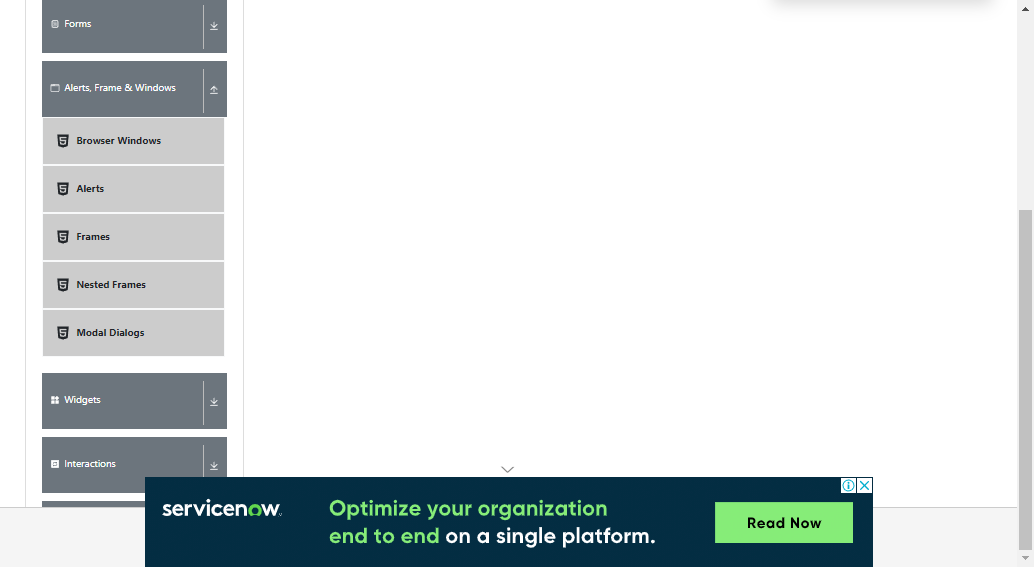 Forms
Alerts, Frame & Windows
Browser Windows
Alerts
Frames
Nested Frames
Modal Dialogs
Widgets
Interactions
servicenow
Optimize your organization
end to end on a single platform.
Read Now